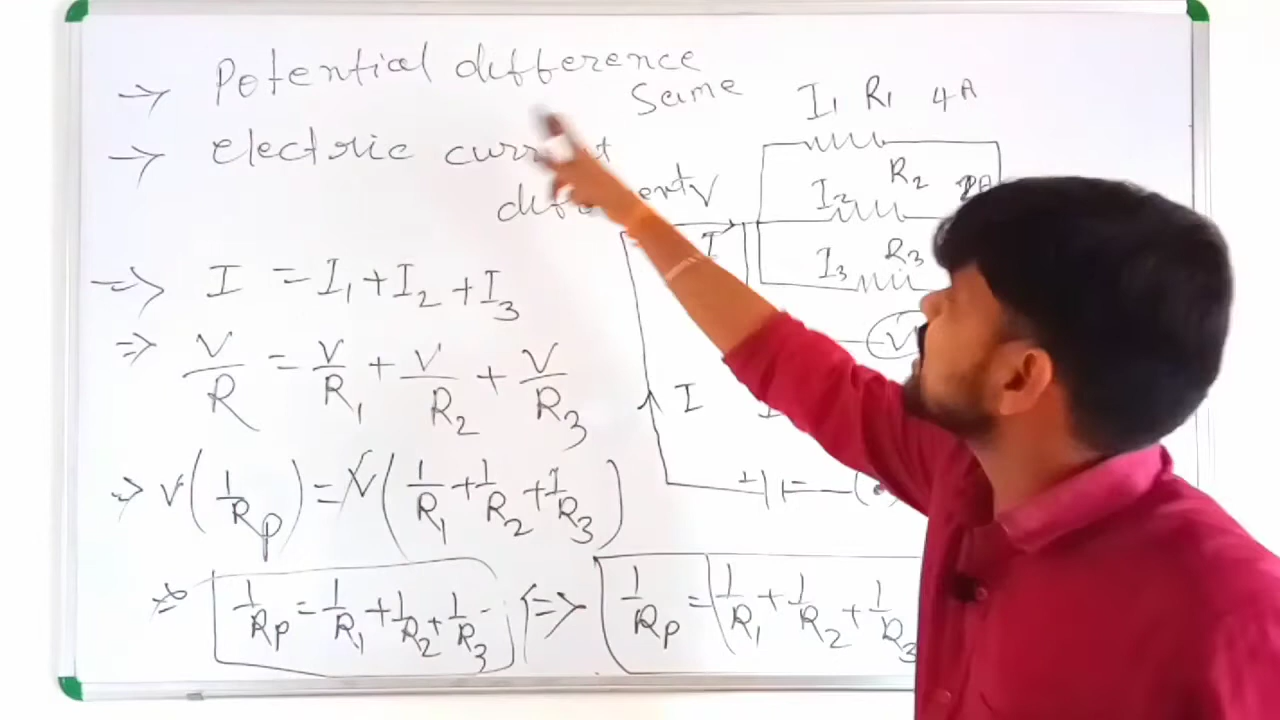 → Potential difference
same
→ electric current
different
⇒ I = I₁ + I₂ + I₃
⇒ V/R = V/R₁ + V/R₂ + V/R₃
⇒ V(1/Rp) = V(1/R₁ + 1/R₂ + 1/R₃)
⇒ 1/Rp = 1/R₁ + 1/R₂ + 1/R₃ ⇒ 1/Rp = 1/R₁ + 1/R₂ + 1/R₃
I₁ R₁ 4A
I₂ R₂
V
I
I₃ R₃
V
I